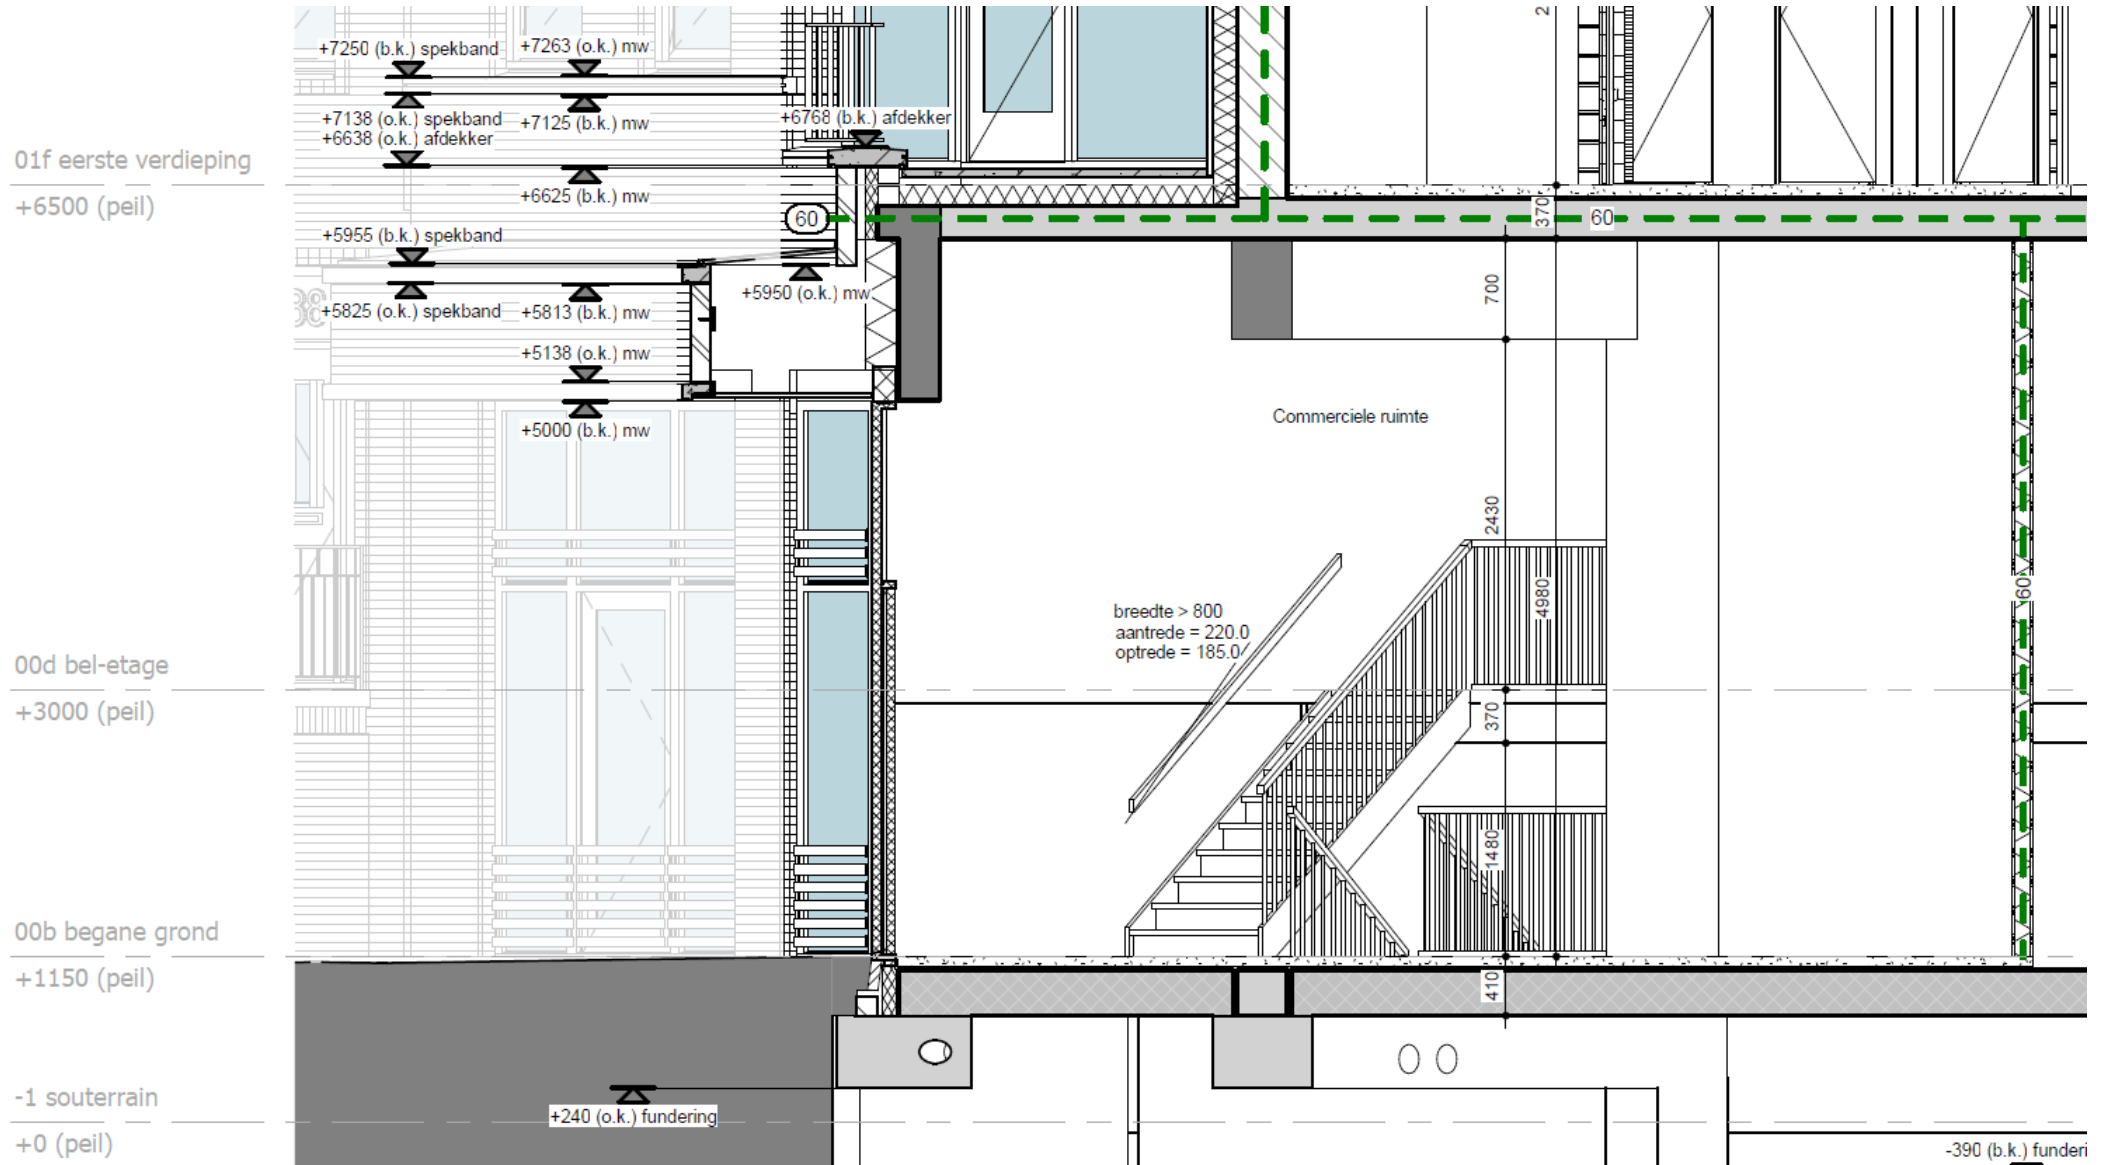 2
+7250 (b.k.) spekband
+7263 (o.k.) mw
+7138 (o.k.) spekband
+7125 (b.k.) mw
+6768 (b.k.) afdekker
+6638 (o.k.) afdekker
01f eerste verdieping
+6500 (peil)
+6625 (b.k.) mw
60
370
60
+5955 (b.k.) spekband
+5950 (o.k.) mw
700
88
+5825 (o.k.) spekband
+5813 (b.k.) mw
+5138 (o.k.) mw
+5000 (b.k.) mw
Commerciele ruimte
2430
4980
60
breedte > 800
aantrede = 220.0
optrede = 185.0
00d bel-etage
+3000 (peil)
370
1480
00b begane grond
+1150 (peil)
410
-1 souterrain
+0 (peil)
+240 (o.k.) fundering
-390 (b.k.) funderi